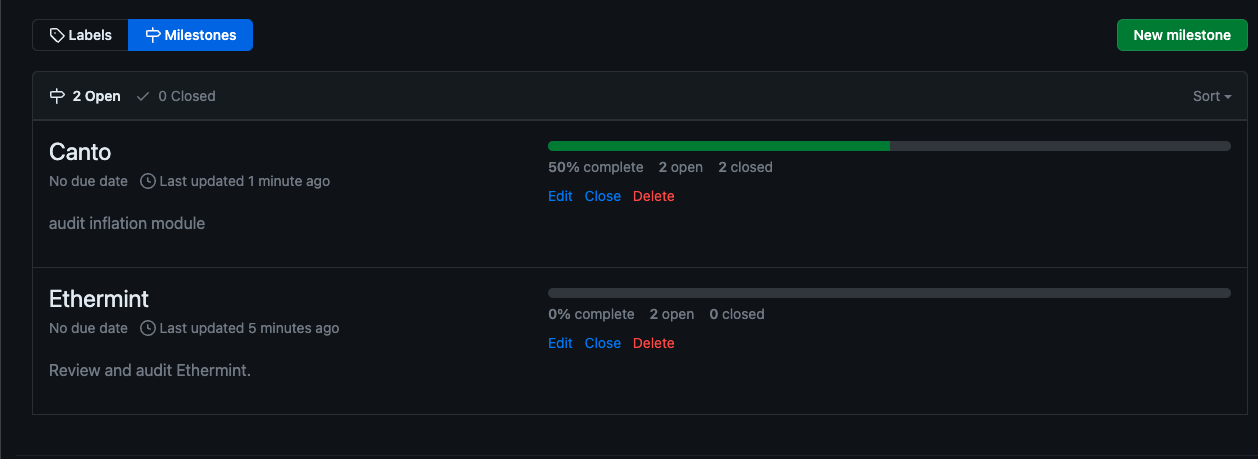 Labels Milestones New milestone
2 Open 0 Closed Sort
Canto
50% complete 2 open 2 closed
No due date Last updated 1 minute ago
Edit Close Delete
audit inflation module
Ethermint
0% complete 2 open 0 closed
No due date Last updated 5 minutes ago
Edit Close Delete
Review and audit Ethermint.